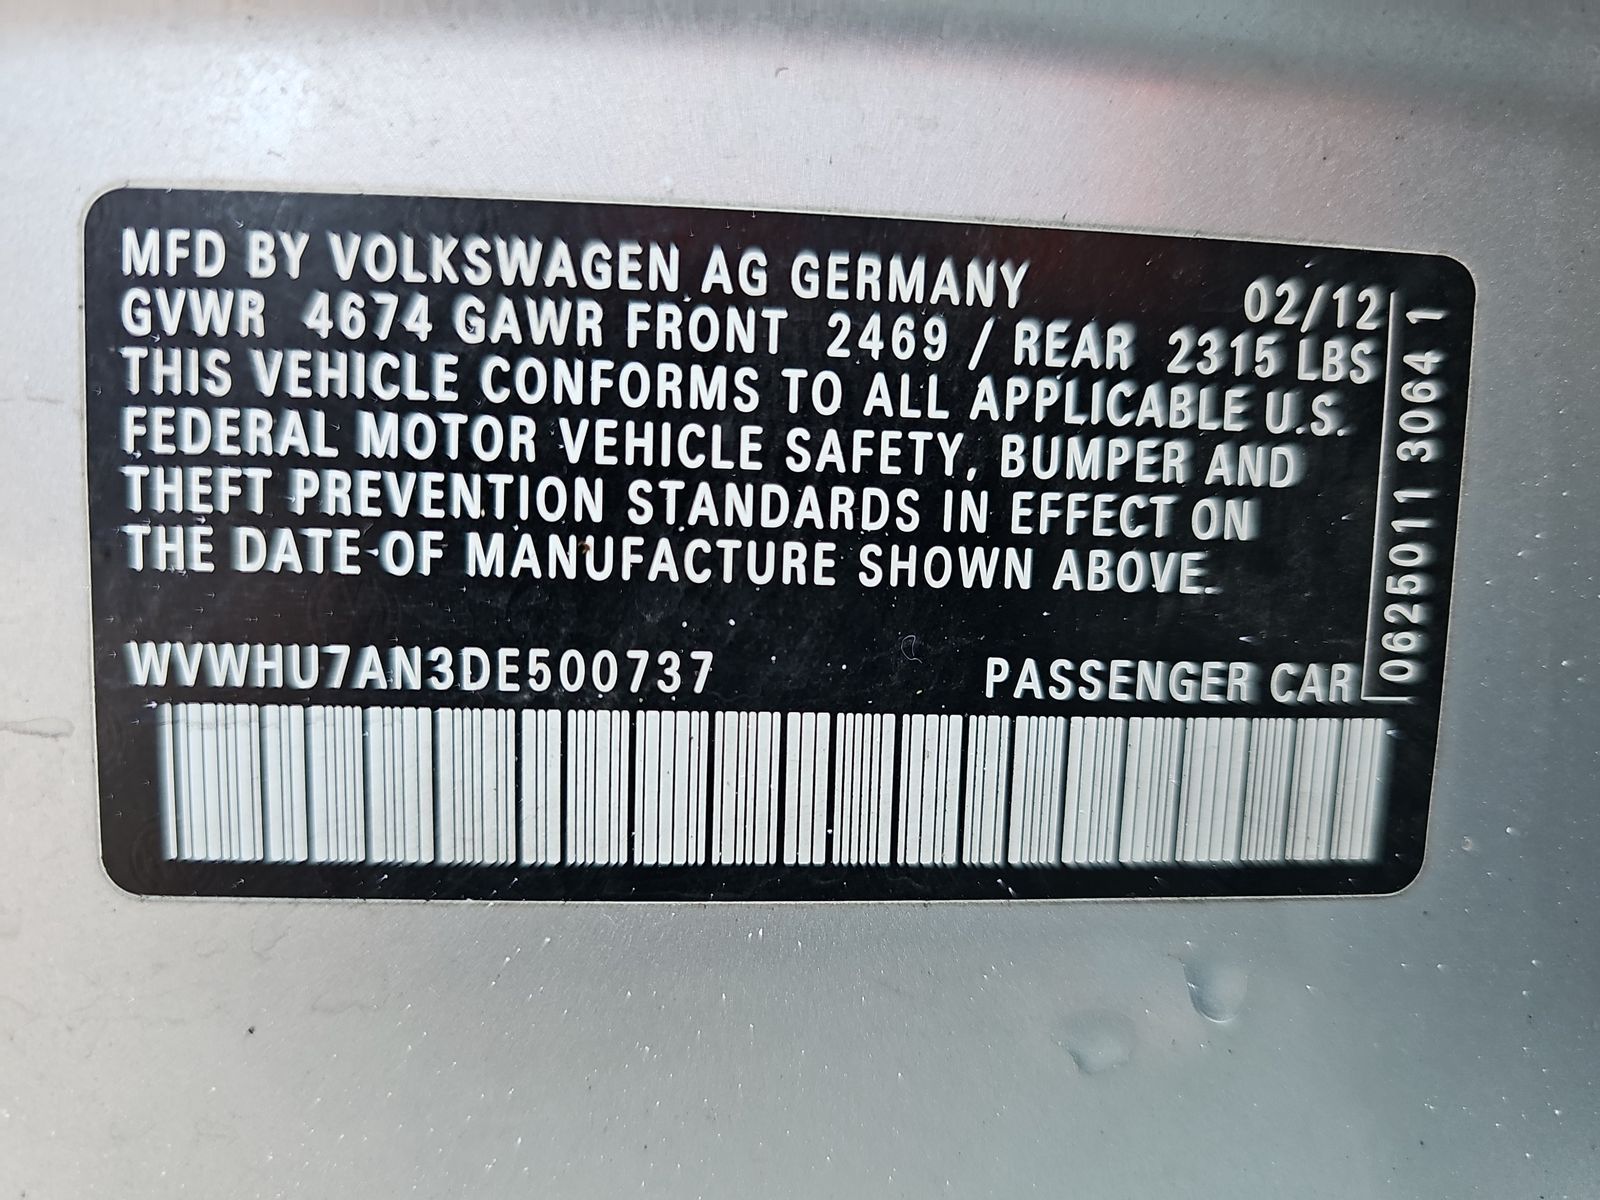 MFD BY VOLKSWAGEN AG GERMANY 02/12
GVWR 4674 GAWR FRONT 2469 / REAR 2315 LBS
THIS VEHICLE CONFORMS TO ALL APPLICABLE U.S.
FEDERAL MOTOR VEHICLE SAFETY, BUMPER AND
THEFT PREVENTION STANDARDS IN EFFECT ON
THE DATE OF MANUFACTURE SHOWN ABOVE.
WVWHU7AN3DE500737 PASSENGER CAR
0625011 3064 1